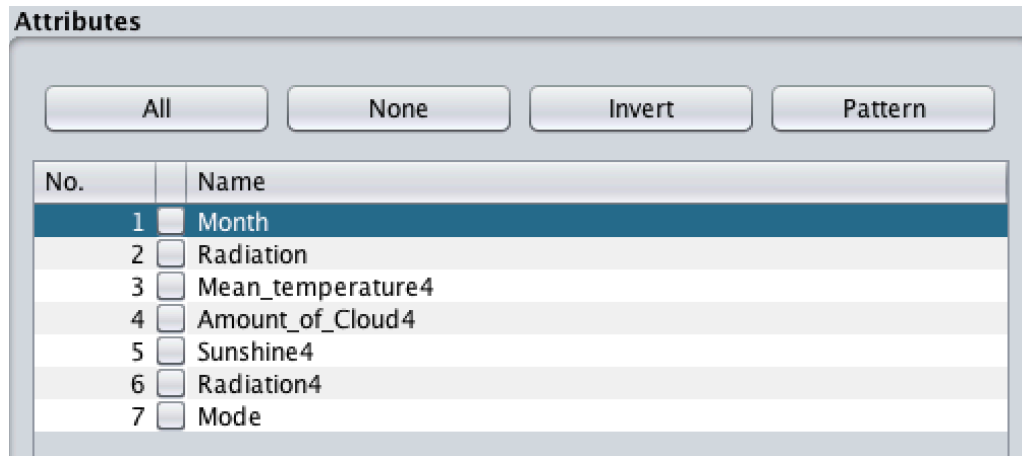 Attributes
All None Invert Pattern
No. Name
1 Month
2 Radiation
3 Mean_temperature4
4 Amount_of_Cloud4
5 Sunshine4
6 Radiation4
7 Mode